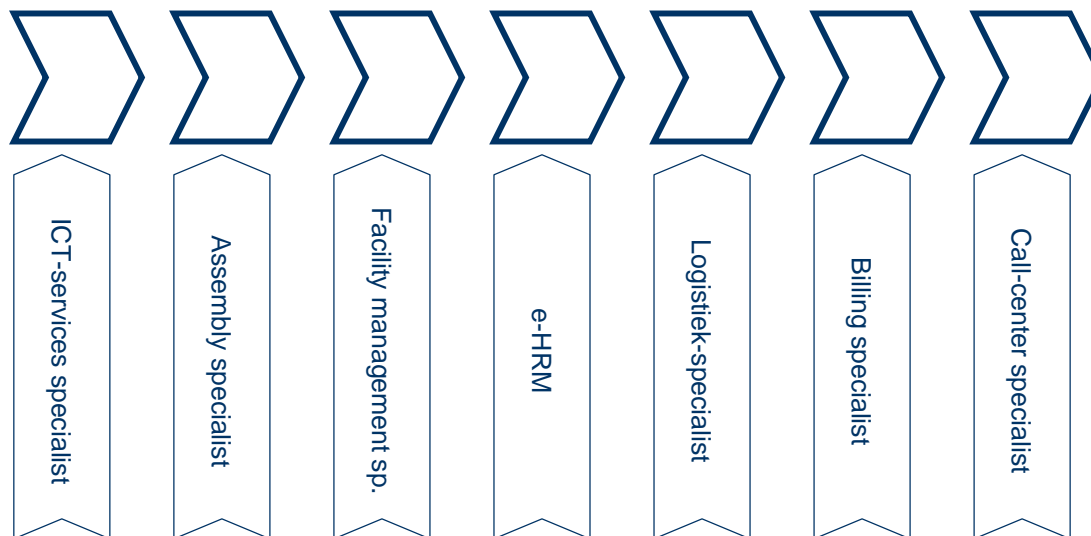 ICT-services specialist
Assembly specialist
Facility management sp.
e-HRM
Logistiek-specialist
Billing specialist
Call-center specialist